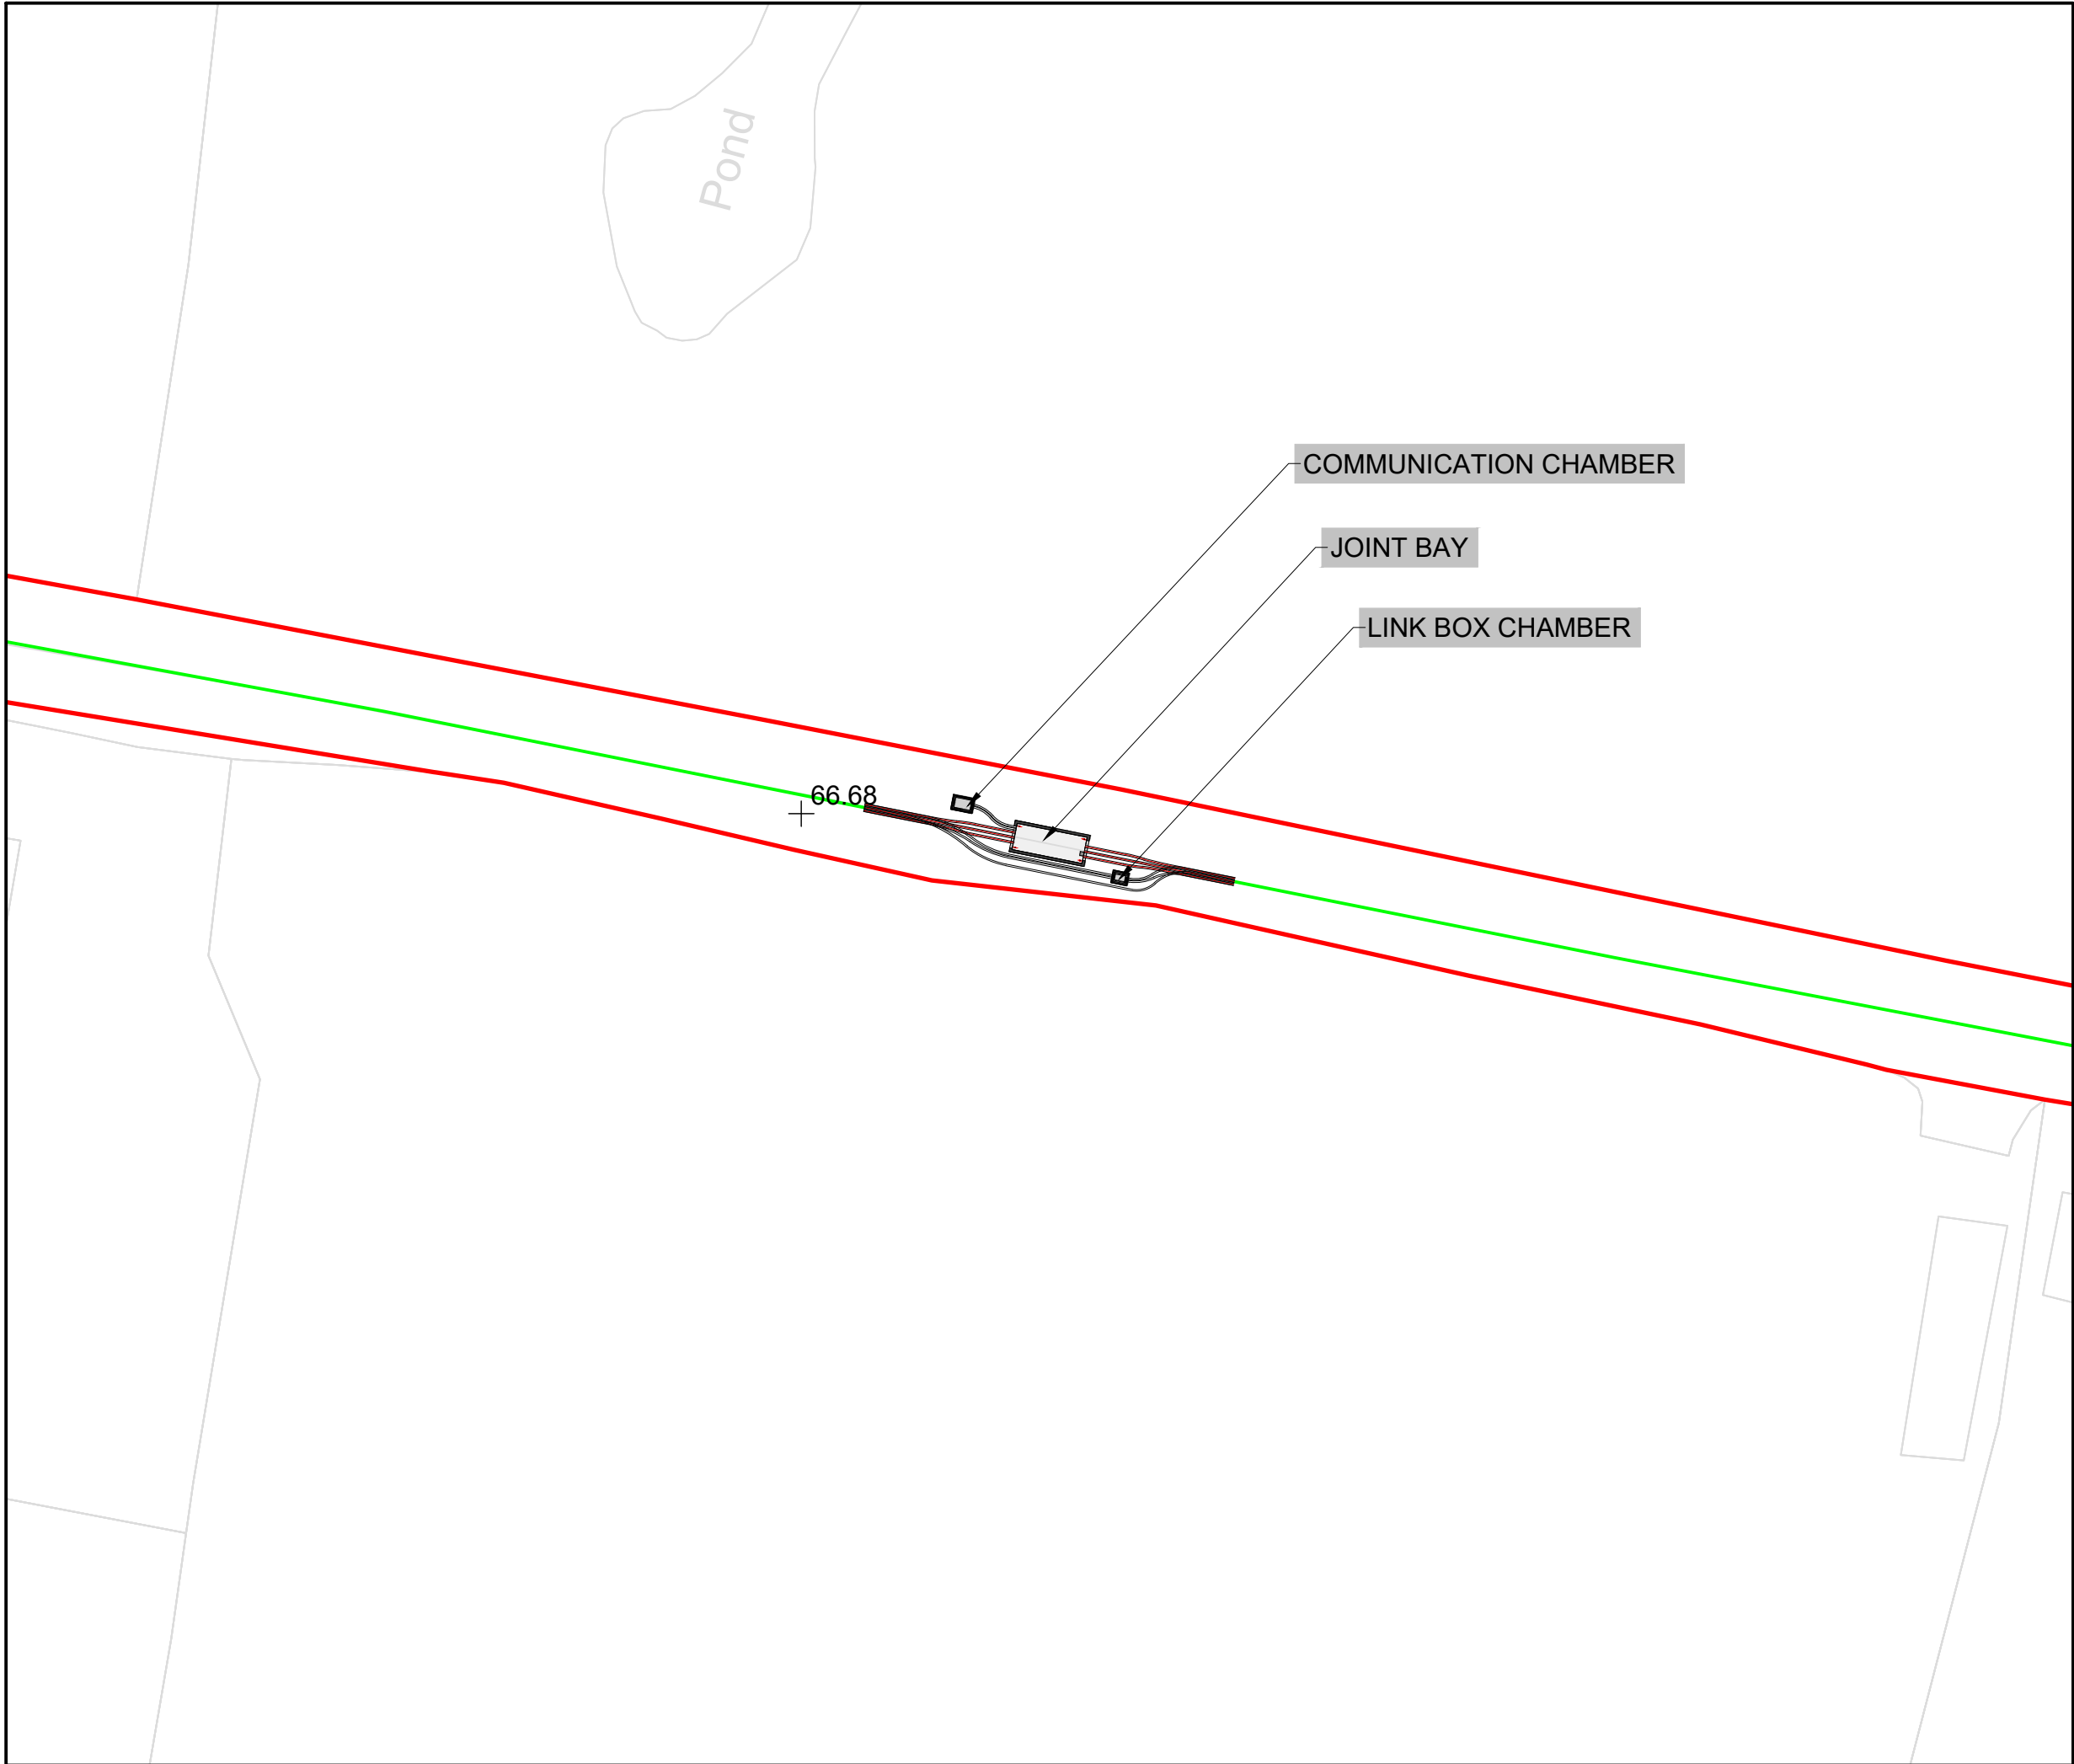 Pond
COMMUNICATION CHAMBER
JOINT BAY
LINK BOX CHAMBER
66.68